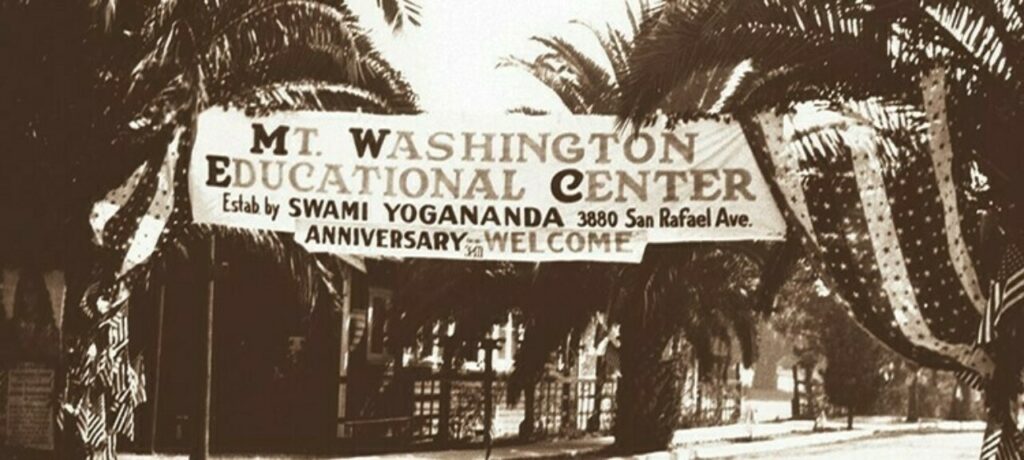 MT. WASHINGTON
EDUCATIONAL CENTER
Estab. by SWAMI YOGANANDA 3880 San Rafael Ave.
ANNIVERSARY WELCOME